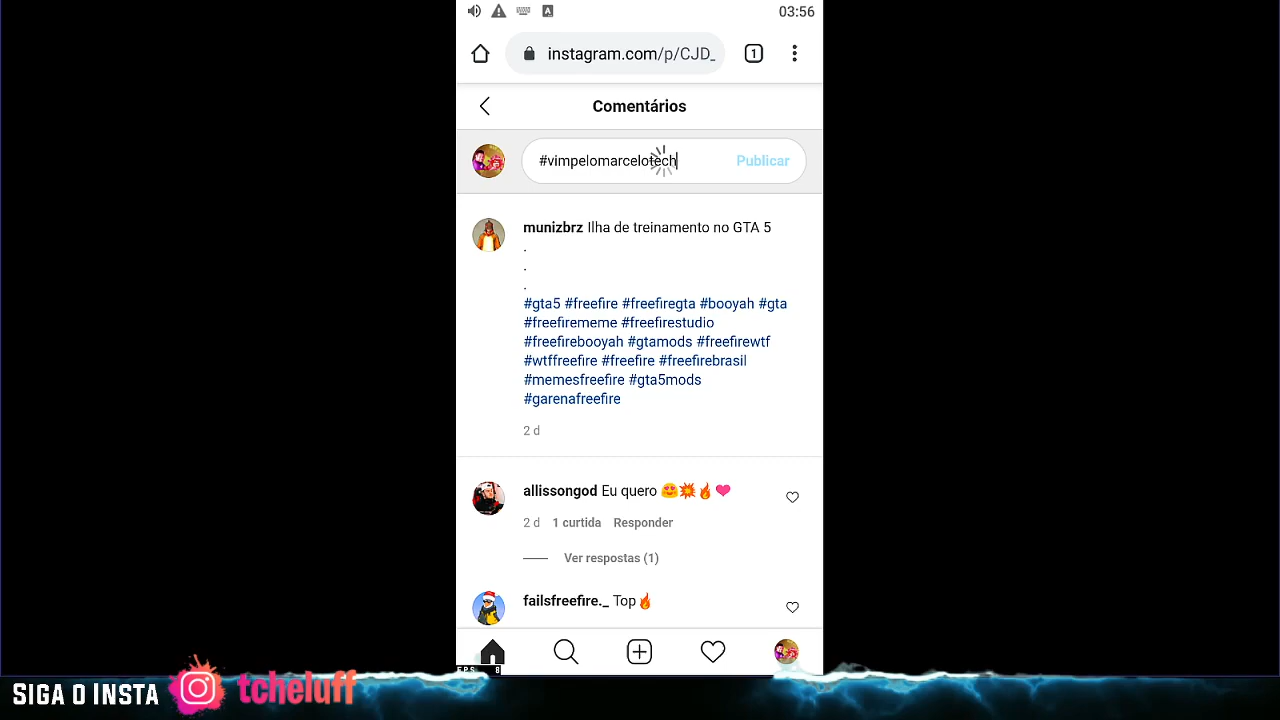 03:56
instagram.com/p/CJD_
1
Comentários
#vimpelomarcelotech
Publicar
munizbrz Ilha de treinamento no GTA 5
.
.
.
#gta5 #freefire #freefiregta #booyah #gta
#freefirememe #freefirestudio
#freefirebooyah #gtamods #freefirewtf
#wtffreefire #freefire #freefirebrasil
#memesfreefire #gta5mods
#garenafreefire
2 d
allissongod Eu quero 😍💥🔥❤
2 d 1 curtida Responder
Ver respostas (1)
failsfreefire._ Top🔥
FPS 8
SIGA O INSTA tcheluff